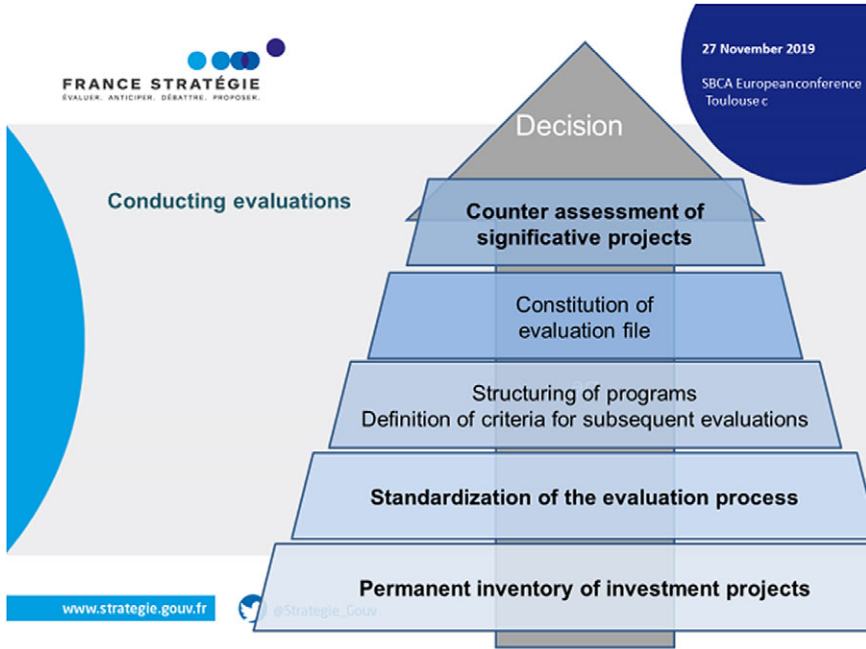 FRANCE STRATÉGIE
ÉVALUER. ANTICIPER. DÉBATTRE. PROPOSER.
27 November 2019
SBCA European conference
Toulouse c
Decision
Conducting evaluations
Counter assessment of
significative projects
Constitution of
evaluation file
Structuring of programs
Definition of criteria for subsequent evaluations
Standardization of the evaluation process
Permanent inventory of investment projects
www.strategie.gouv.fr
@Strategie_Gouv